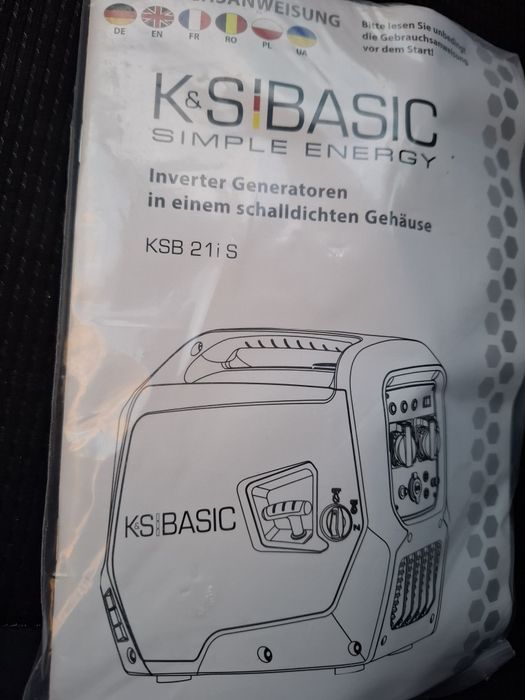 DE EN FR RO PL UA
Bitte lesen Sie unbedingt
die Gebrauchsanweisung
vor dem Start!
K&S BASIC
SIMPLE ENERGY
Inverter Generatoren
in einem schalldichten Gehäuse
KSB 21i S
K&S BASIC